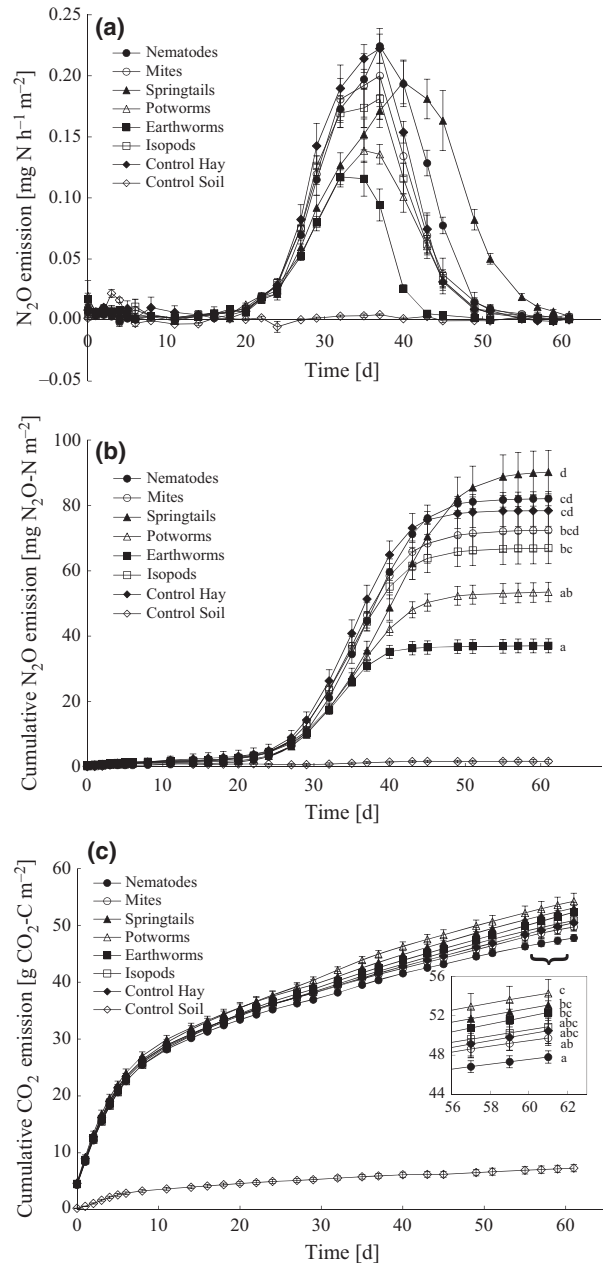 (a)
Nematodes
Mites
Springtails
Potworms
Earthworms
Isopods
Control Hay
Control Soil
N₂O emission [mg N h⁻¹ m⁻²]
0.25
0.20
0.15
0.10
0.05
0.00
−0.05
0 10 20 30 40 50 60
Time [d]
(b)
Nematodes
Mites
Springtails
Potworms
Earthworms
Isopods
Control Hay
Control Soil
Cumulative N₂O emission [mg N₂O-N m⁻²]
100
80
60
40
20
0
d
cd
cd
bcd
bc
ab
a
0 10 20 30 40 50 60
Time [d]
(c)
Nematodes
Mites
Springtails
Potworms
Earthworms
Isopods
Control Hay
Control Soil
Cumulative CO₂ emission [g CO₂-C m⁻²]
60
50
40
30
20
10
0
56
52
48
44
c
bc
bc
abc
abc
ab
a
56 58 60 62
0 10 20 30 40 50 60
Time [d]